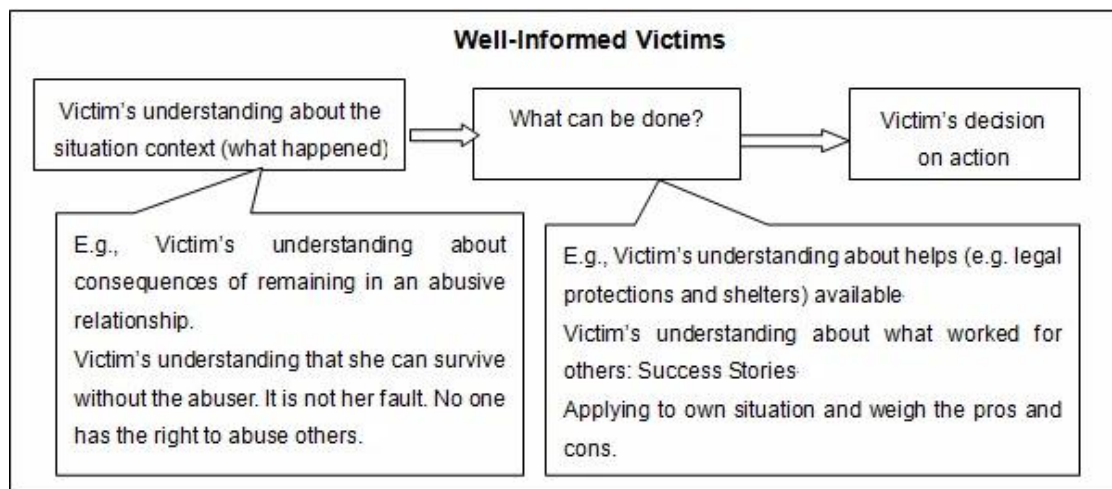 Well-Informed Victims
Victim's understanding about the
situation context (what happened)
What can be done?
Victim's decision
on action
E.g., Victim's understanding about
consequences of remaining in an abusive
relationship.
Victim's understanding that she can survive
without the abuser. It is not her fault. No one
has the right to abuse others.
E.g., Victim's understanding about helps (e.g. legal
protections and shelters) available
Victim's understanding about what worked for
others: Success Stories
Applying to own situation and weigh the pros and
cons.